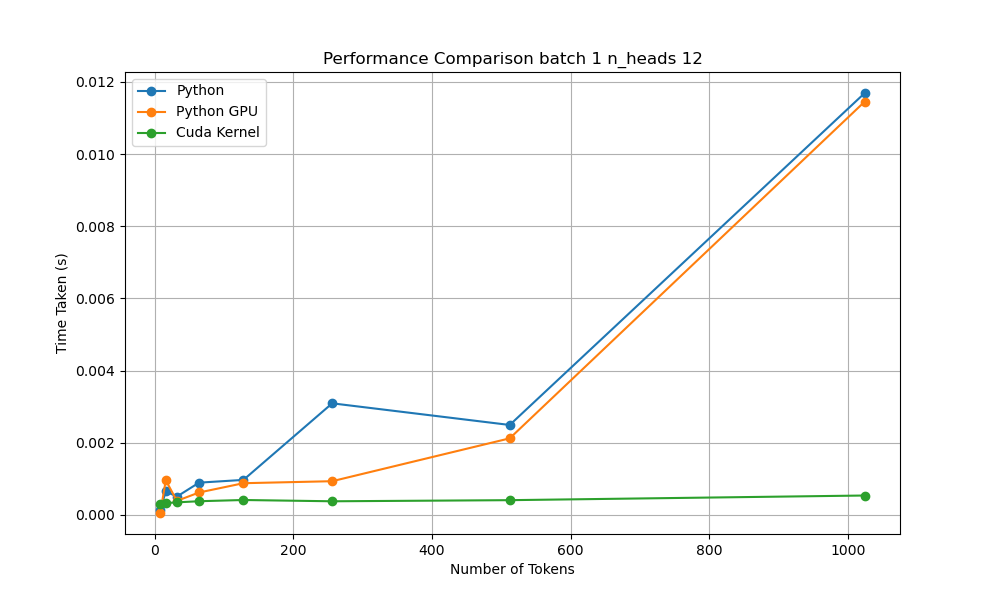 Performance Comparison batch 1 n_heads 12
Python
Python GPU
Cuda Kernel
Time Taken (s)
0.012
0.010
0.008
0.006
0.004
0.002
0.000
0
200
400
600
800
1000
Number of Tokens